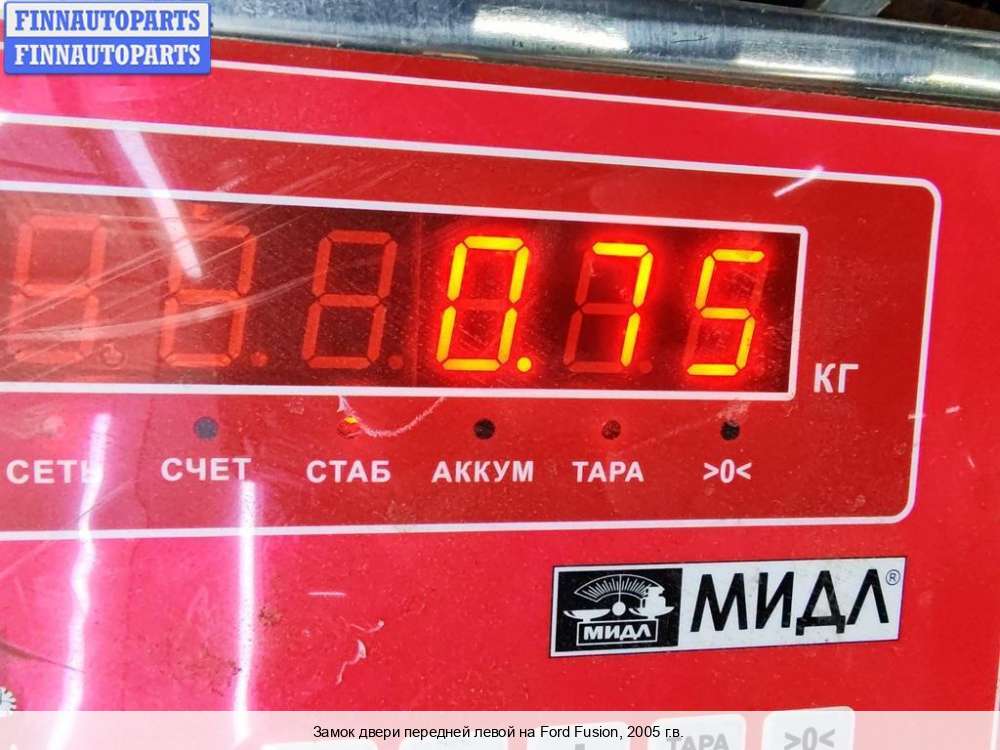 FINNAUTOPARTS
FINNAUTOPARTS
0.75
КГ
СЕТЬ СЧЕТ СТАБ АККУМ ТАРА >0<
МИДЛ МИДЛ®
ТАРА >0<
Замок двери передней левой на Ford Fusion, 2005 г.в.